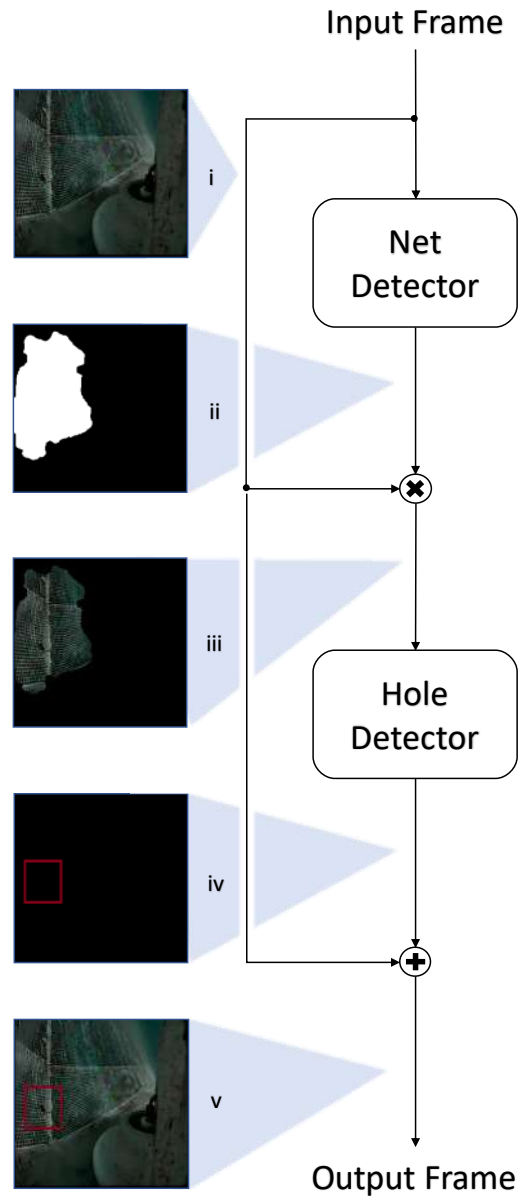 Input Frame
i
Net
Detector
ii
iii
Hole
Detector
iv
v
Output Frame